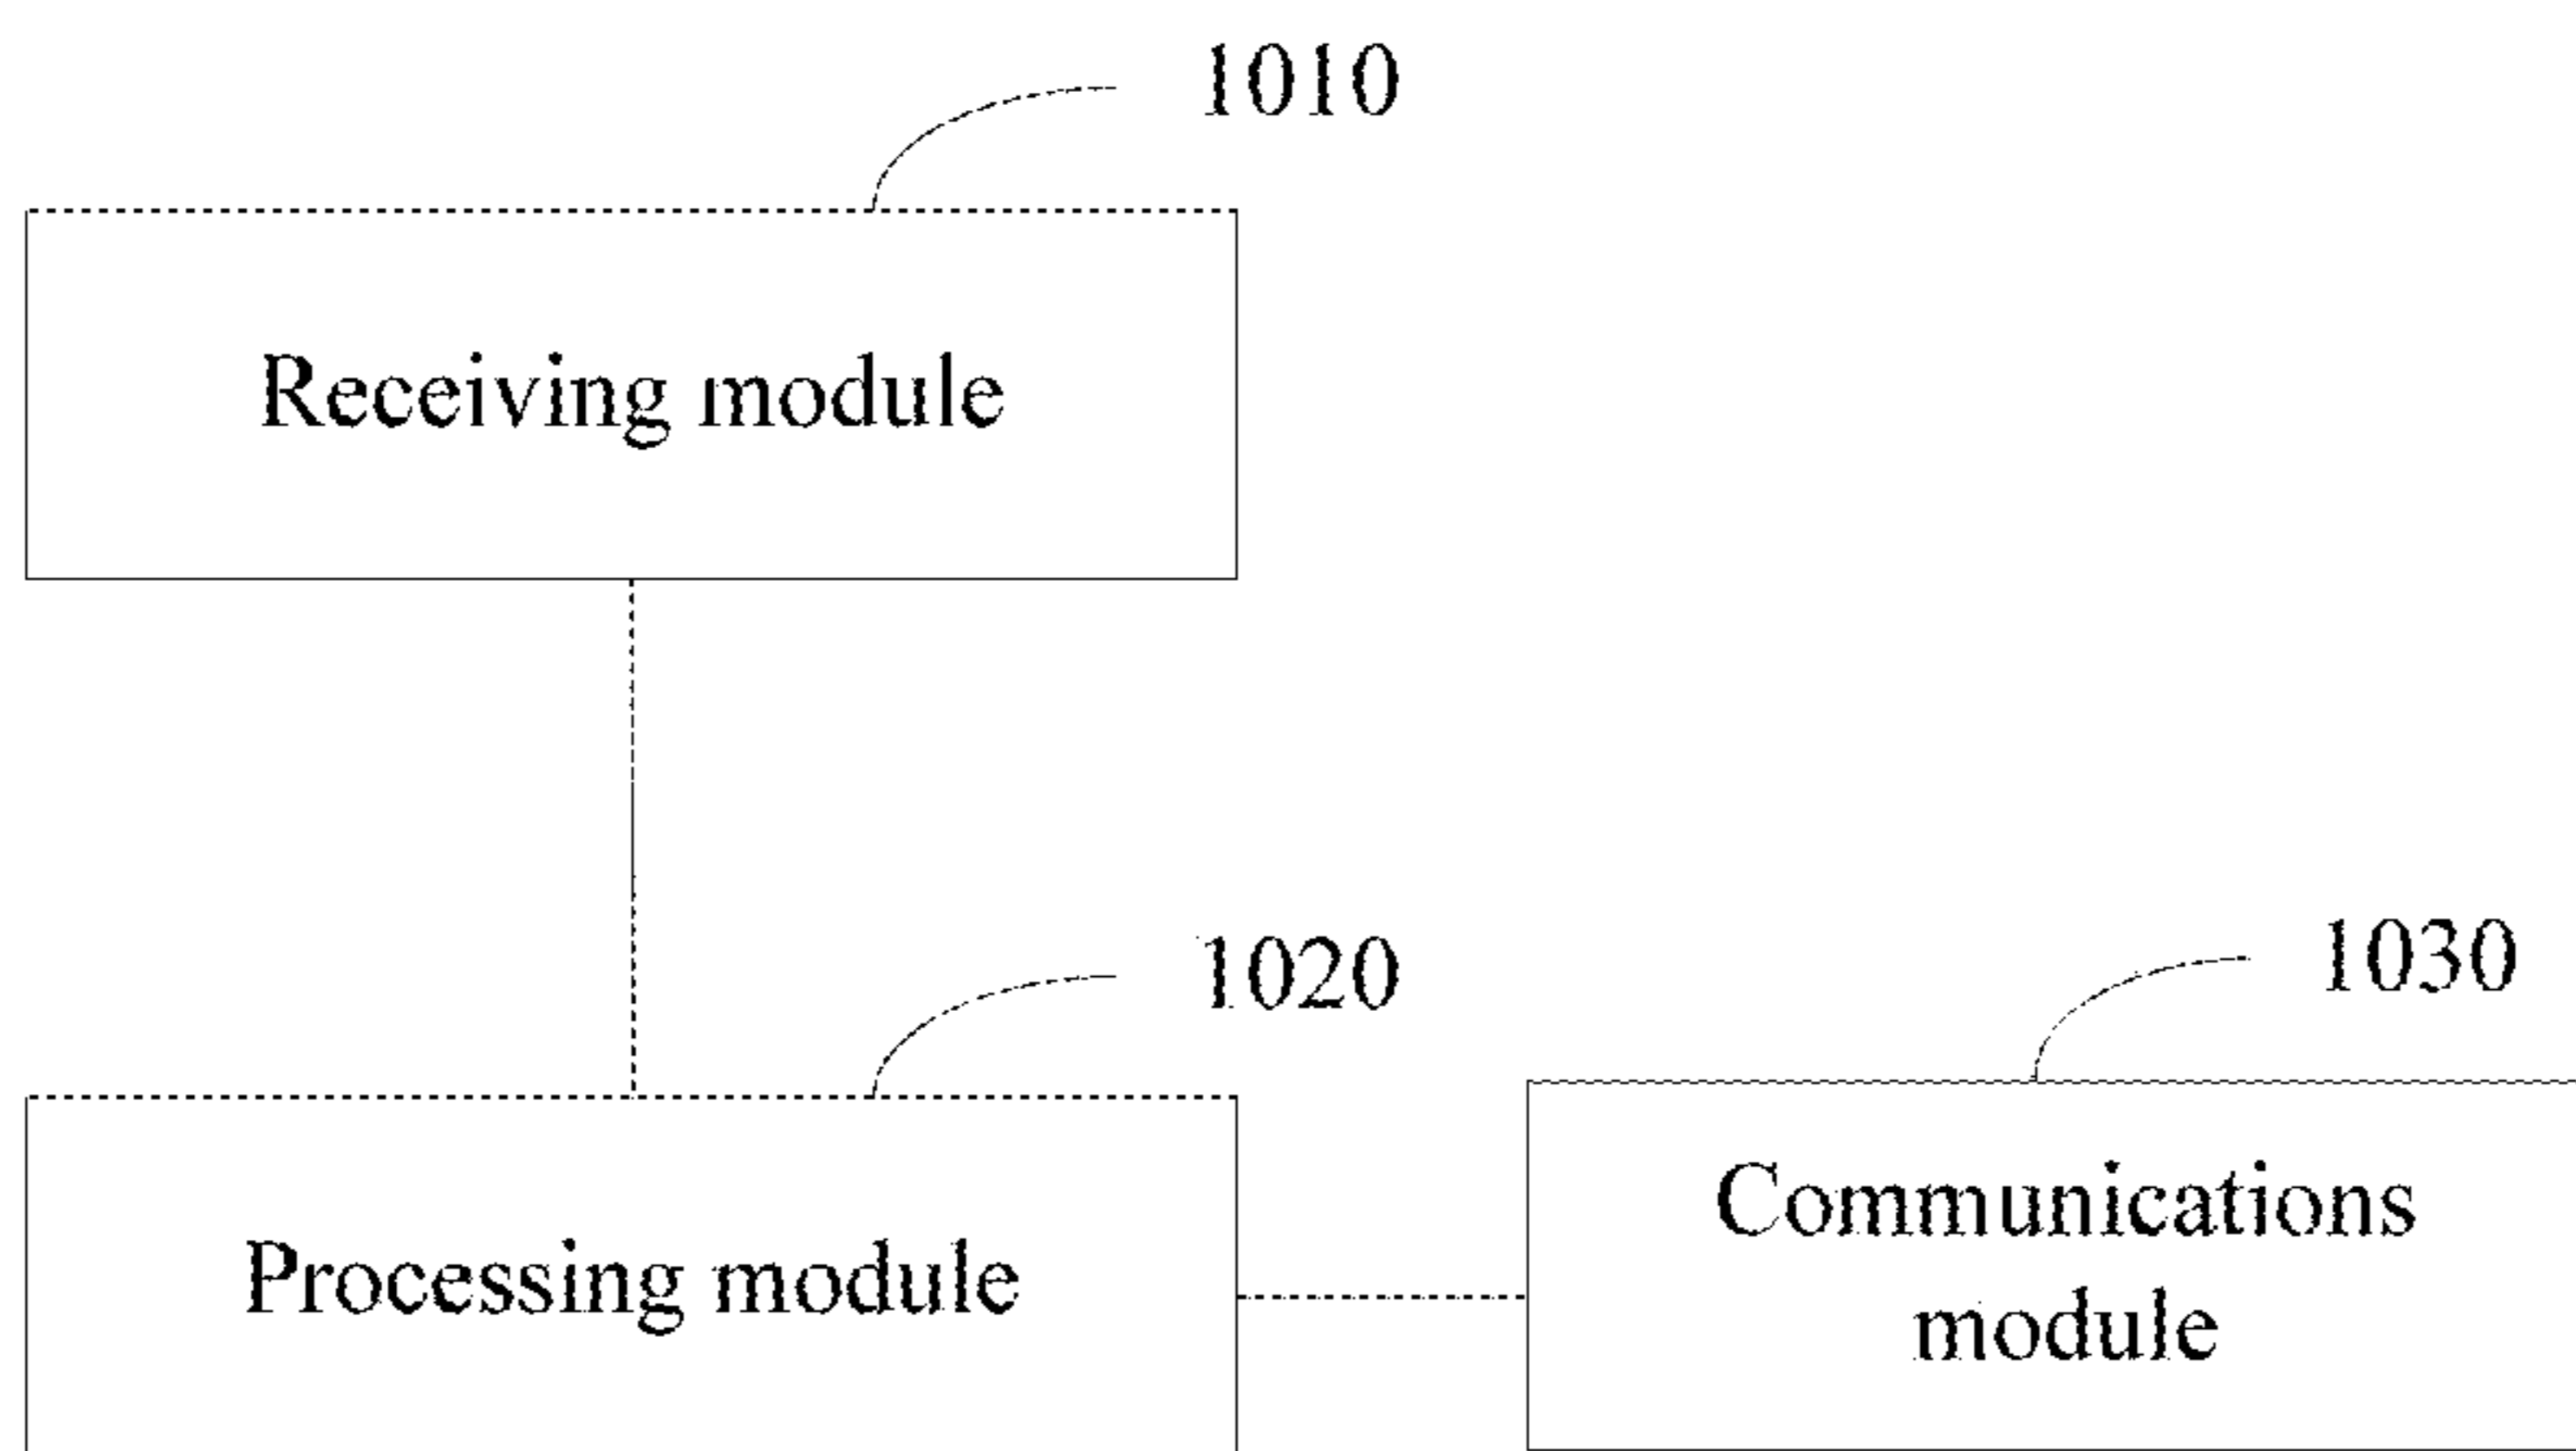 1010
Receiving module
1020
1030
Processing module
Communications
module